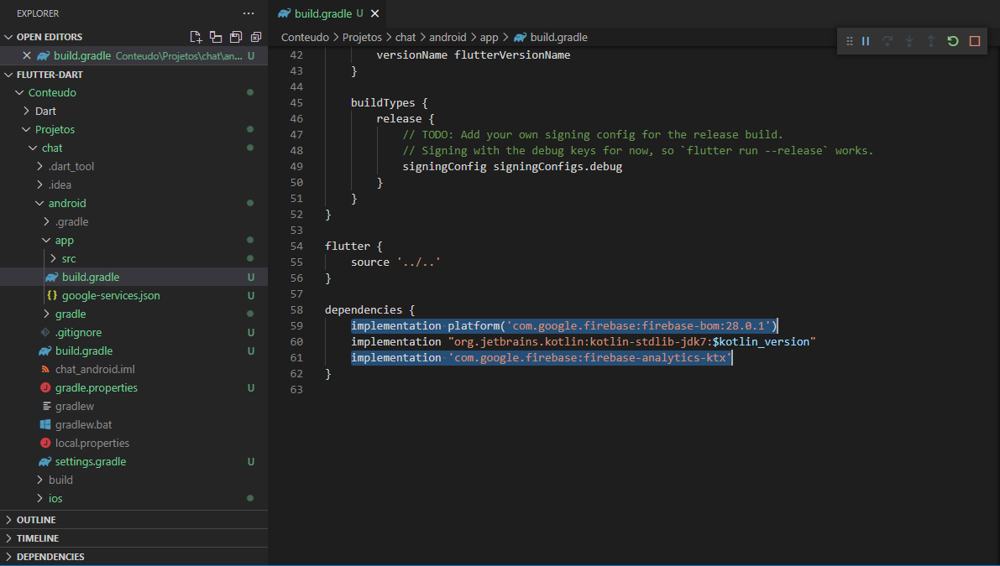 EXPLORER
OPEN EDITORS
build.gradle Conteudo\Projetos\chat\an... U
FLUTTER-DART
Conteudo
Dart
Projetos
chat
.dart_tool
.idea
android
.gradle
app
src
build.gradle U
google-services.json U
gradle
.gitignore U
build.gradle U
chat_android.iml
gradle.properties U
gradlew
gradlew.bat
local.properties
settings.gradle U
build
ios
OUTLINE
TIMELINE
DEPENDENCIES
build.gradle U
Conteudo > Projetos > chat > android > app > build.gradle
42 versionName flutterVersionName
43 }
44
45 buildTypes {
46 release {
47 // TODO: Add your own signing config for the release build.
48 // Signing with the debug keys for now, so `flutter run --release` works.
49 signingConfig signingConfigs.debug
50 }
51 }
52 }
53
54 flutter {
55 source '../..'
56 }
57
58 dependencies {
59 implementation platform('com.google.firebase:firebase-bom:28.0.1')
60 implementation "org.jetbrains.kotlin:kotlin-stdlib-jdk7:$kotlin_version"
61 implementation 'com.google.firebase:firebase-analytics-ktx'
62 }
63